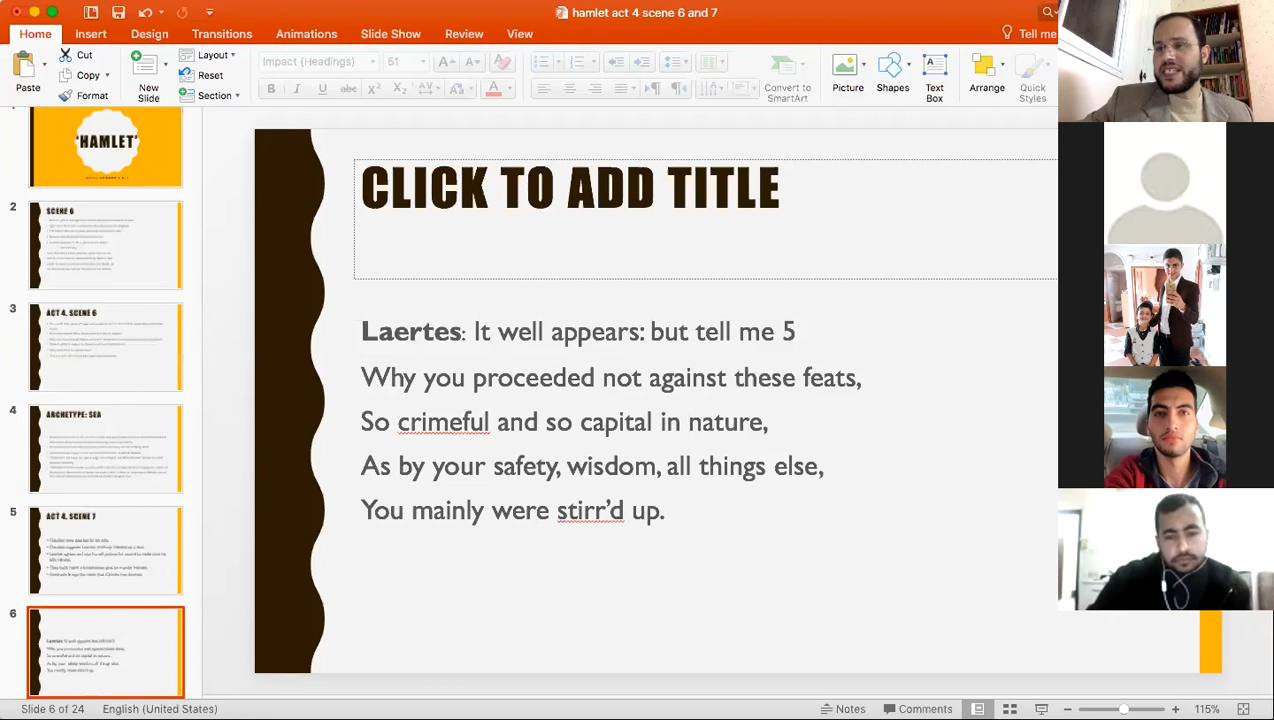 hamlet act 4 scene 6 and 7
Home Insert Design Transitions Animations Slide Show Review View Tell me
Paste
Cut
Copy
Format
New Slide
Layout
Reset
Section
Impact (Headings) 51
Convert to SmartArt
Picture
Shapes
Text Box
Arrange
Quick Styles
'HAMLET'
2
SCENE 6
3
ACT 4. SCENE 6
4
ARCHETYPE: SEA
5
ACT 4. SCENE 7
6
CLICK TO ADD TITLE
Laertes: It well appears: but tell me 5
Why you proceeded not against these feats,
So crimeful and so capital in nature,
As by your safety, wisdom, all things else,
You mainly were stirr’d up.
Slide 6 of 24 English (United States) Notes Comments 115%